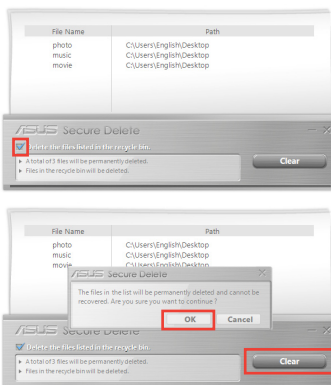 File Name Path
photo C:\Users\English\Desktop
music C:\Users\English\Desktop
movie C:\Users\English\Desktop
ASUS Secure Delete
Delete the files listed in the recycle bin.
A total of 3 files will be permanently deleted.
Files in the recycle bin will be deleted.
Clear
File Name Path
photo C:\Users\English\Desktop
music C:\Users\English\Desktop
movie C:\Users\English\Desktop
ASUS Secure Delete
The files in the list will be permanently deleted and cannot be
recovered. Are you sure you want to continue ?
OK Cancel
ASUS Secure Delete
Delete the files listed in the recycle bin.
A total of 3 files will be permanently deleted.
Files in the recycle bin will be deleted.
Clear